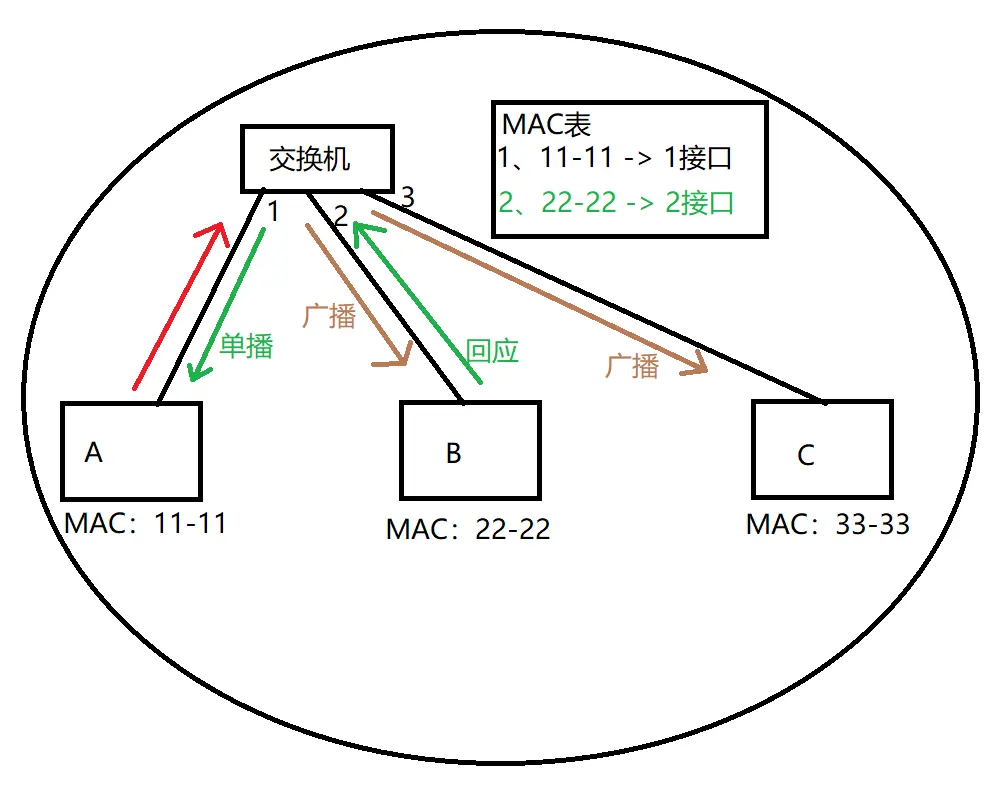 MAC表
交换机
1、11-11 -> 1接口
2、22-22 -> 2接口
1
2
3
广播
单播
回应
广播
A
B
C
MAC：11-11
MAC：22-22
MAC：33-33